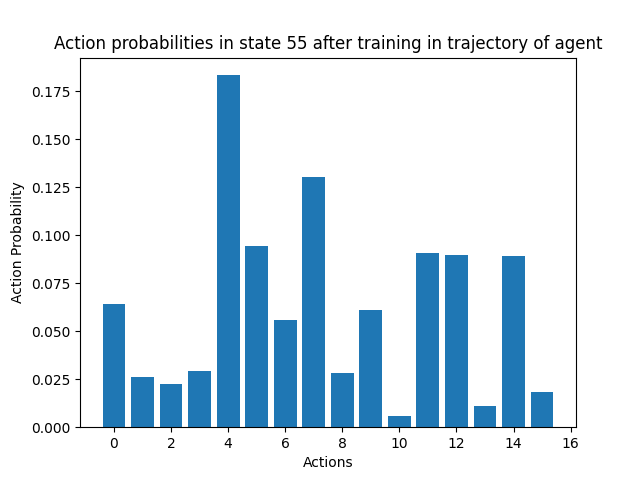 Action probabilities in state 55 after training in trajectory of agent
0.175
0.150
0.125
0.100
0.075
0.050
0.025
0.000
Action Probability
0 2 4 6 8 10 12 14 16
Actions